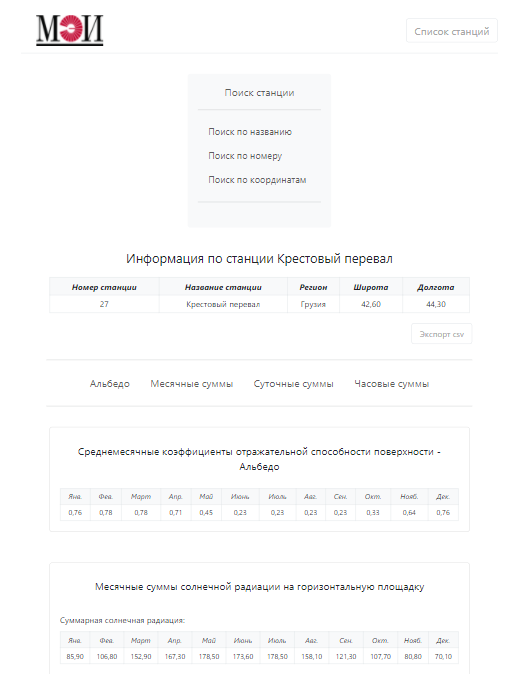 МЭИ
Список станций
Поиск станции
Поиск по названию
Поиск по номеру
Поиск по координатам
Информация по станции Крестовый перевал
Номер станции Название станции Регион Широта Долгота
27 Крестовый перевал Грузия 42,60 44,30
Экспорт csv
Альбедо Месячные суммы Суточные суммы Часовые суммы
Среднемесячные коэффициенты отражательной способности поверхности -
Альбедо
Янв. Фев. Март Апр. Май Июнь Июль Авг. Сен. Окт. Нояб. Дек.
0,76 0,78 0,78 0,71 0,45 0,23 0,23 0,23 0,23 0,33 0,64 0,76
Месячные суммы солнечной радиации на горизонтальную площадку
Суммарная солнечная радиация:
Янв. Фев. Март Апр. Май Июнь Июль Авг. Сен. Окт. Нояб. Дек.
85,90 106,80 152,90 167,30 178,50 173,60 178,50 158,10 121,30 107,70 80,80 70,10